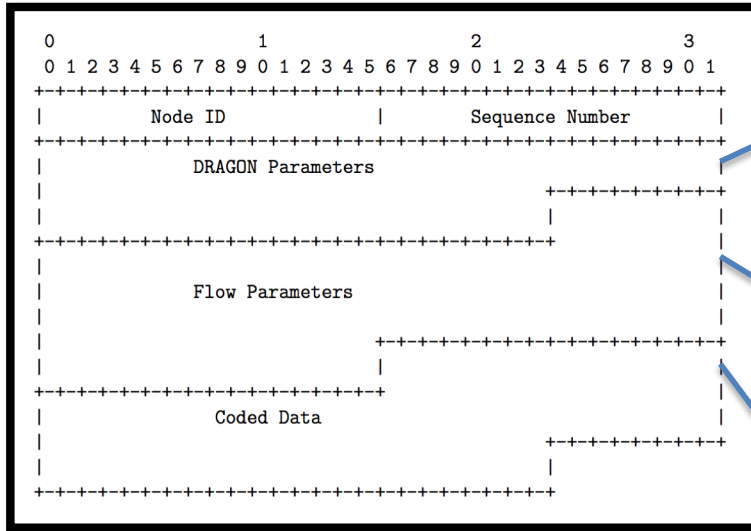 0                   1                   2                   3
0 1 2 3 4 5 6 7 8 9 0 1 2 3 4 5 6 7 8 9 0 1 2 3 4 5 6 7 8 9 0 1
Node ID Sequence Number
DRAGON Parameters
Flow Parameters
Coded Data